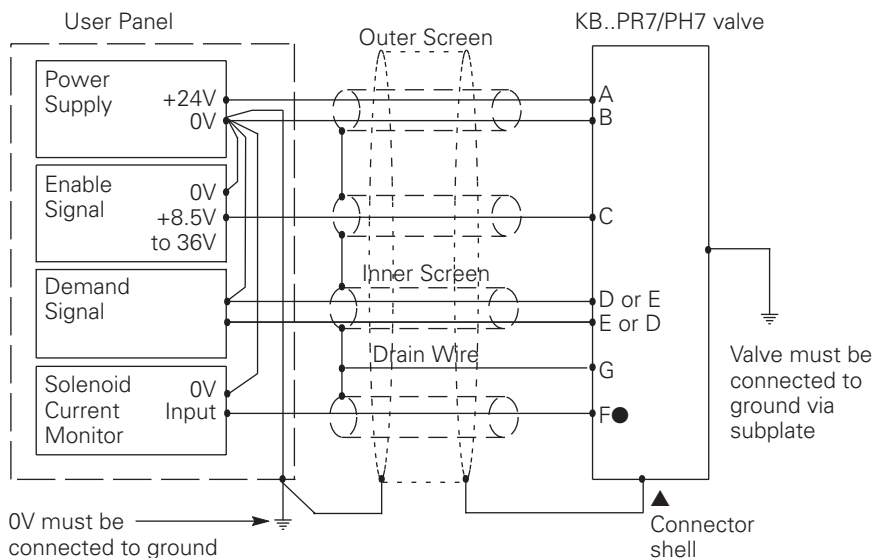 User Panel
Outer Screen
KB..PR7/PH7 valve
Power
Supply
+24V
0V
A
B
Enable
Signal
0V
+8.5V
to 36V
C
Inner Screen
Demand
Signal
D or E
E or D
Drain Wire
G
Solenoid
Current
Monitor
0V
Input
F●
Valve must be
connected to
ground via
subplate
0V must be
connected to ground
▲
Connector
shell